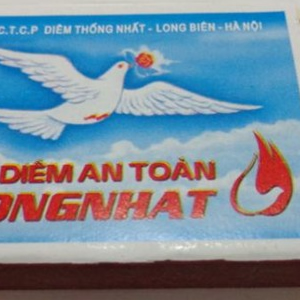 C.T.C.P DIÊM THỐNG NHẤT - LONG BIÊN - HÀ NỘI
DIÊM AN TOÀN
ONGNHAT